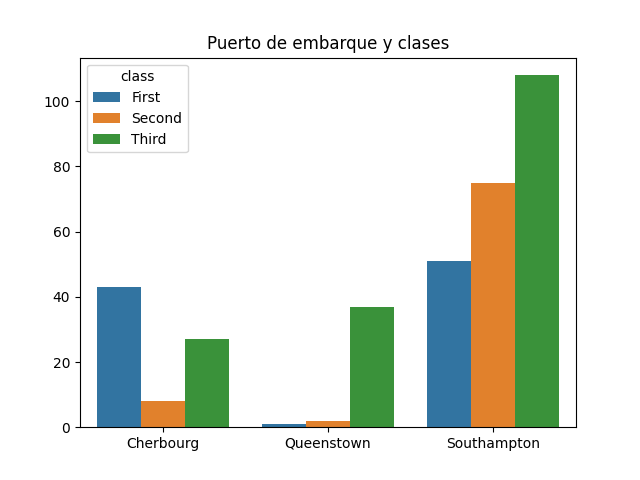 Puerto de embarque y clases
class
First
Second
Third
100
80
60
40
20
0
Cherbourg Queenstown Southampton